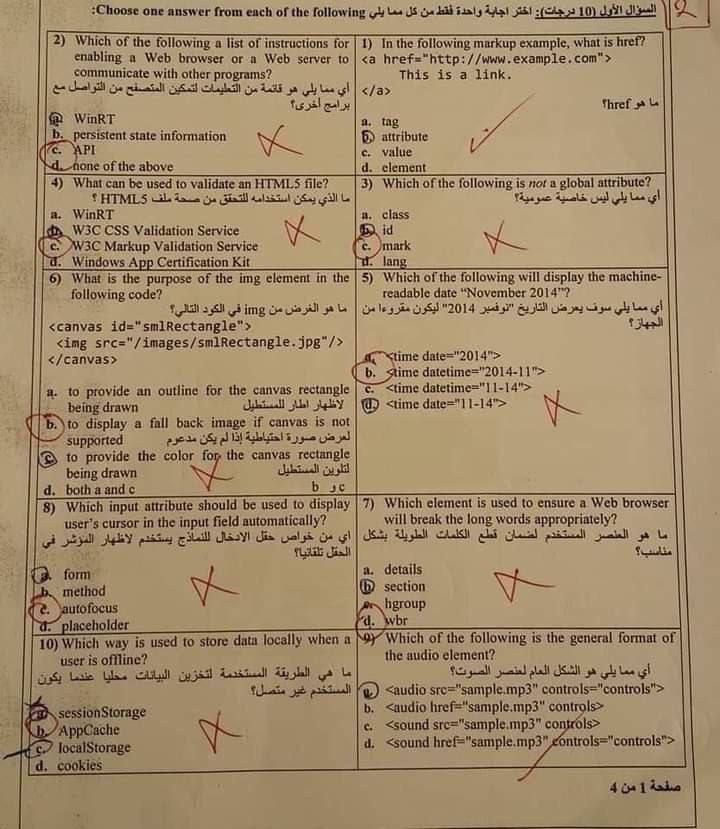 السؤال الأول (10 درجات): اختر اجابة واحدة فقط من كل مما يلي Choose one answer from each of the following:
2
1) In the following markup example, what is href?
<a href="http://www.example.com">
This is a link.
</a>
ما هو href؟
a. tag
b. attribute
c. value
d. element
2) Which of the following a list of instructions for
enabling a Web browser or a Web server to
communicate with other programs?
أي مما يلي هو قائمة من التعليمات لتمكين المتصفح من التواصل مع
برامج أخرى؟
a. WinRT
b. persistent state information
c. API
d. none of the above
3) Which of the following is not a global attribute?
أي مما يلي ليس خاصية عمومية؟
a. class
b. id
c. mark
d. lang
4) What can be used to validate an HTML5 file?
ما الذي يمكن استخدامه للتحقق من صحة ملف HTML5 ؟
a. WinRT
b. W3C CSS Validation Service
c. W3C Markup Validation Service
d. Windows App Certification Kit
5) Which of the following will display the machine-
readable date “November 2014”?
أي مما يلي سوف يعرض التاريخ "نوفمبر 2014" ليكون مقروءا من
الجهاز؟
a. <time date="2014">
b. <time datetime="2014-11">
c. <time datetime="11-14">
d. <time date="11-14">
6) What is the purpose of the img element in the
following code?
ما هو الغرض من img في الكود التالي؟
<canvas id="smlRectangle">
<img src="/images/smlRectangle.jpg"/>
</canvas>
a. to provide an outline for the canvas rectangle
being drawn لإظهار إطار للمستطيل
b. to display a fall back image if canvas is not
supported لعرض صورة احتياطية إذا لم يكن مدعوم
c. to provide the color for the canvas rectangle
being drawn لتلوين المستطيل
d. both a and c b و c
7) Which element is used to ensure a Web browser
will break the long words appropriately?
ما هو العنصر المستخدم لضمان قطع الكلمات الطويلة بشكل
مناسب؟
a. details
b. section
c. hgroup
d. wbr
8) Which input attribute should be used to display
user's cursor in the input field automatically?
أي من خواص حقل الادخال التالية يستخدم لإظهار المؤشر في
الحقل تلقائيا؟
a. form
b. method
c. autofocus
d. placeholder
9) Which of the following is the general format of
the audio element?
أي مما يلي هو الشكل العام لعنصر الصوت؟
a. <audio src="sample.mp3" controls="controls">
b. <audio href="sample.mp3" controls>
c. <sound src="sample.mp3" controls>
d. <sound href="sample.mp3" controls="controls">
10) Which way is used to store data locally when a
user is offline?
ما هي الطريقة المستخدمة لتخزين البيانات محليا عندما يكون
المستخدم غير متصل؟
a. sessionStorage
b. AppCache
c. localStorage
d. cookies
صفحة 1 من 4